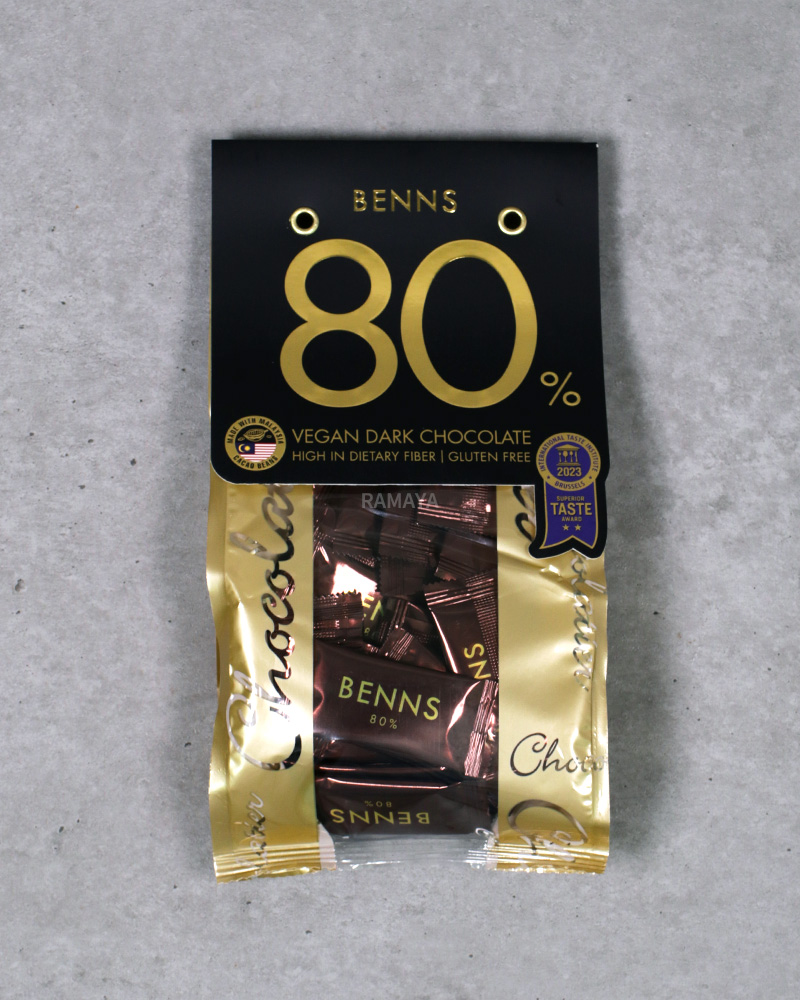 BENNS
80%
VEGAN DARK CHOCOLATE
HIGH IN DIETARY FIBER | GLUTEN FREE
MADE WITH MALAYSIA
CACAO BEANS
INTERNATIONAL TASTE INSTITUTE
2023
BRUSSELS
SUPERIOR
TASTE
AWARD
RAMAYA
Chocola
BENNS
80%
BENNS
80%